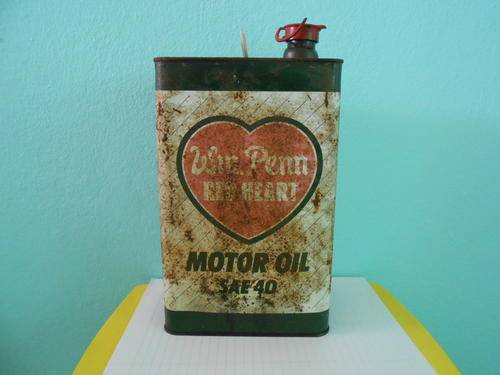 Wm. Penn
RED HEART
MOTOR OIL
SAE 40